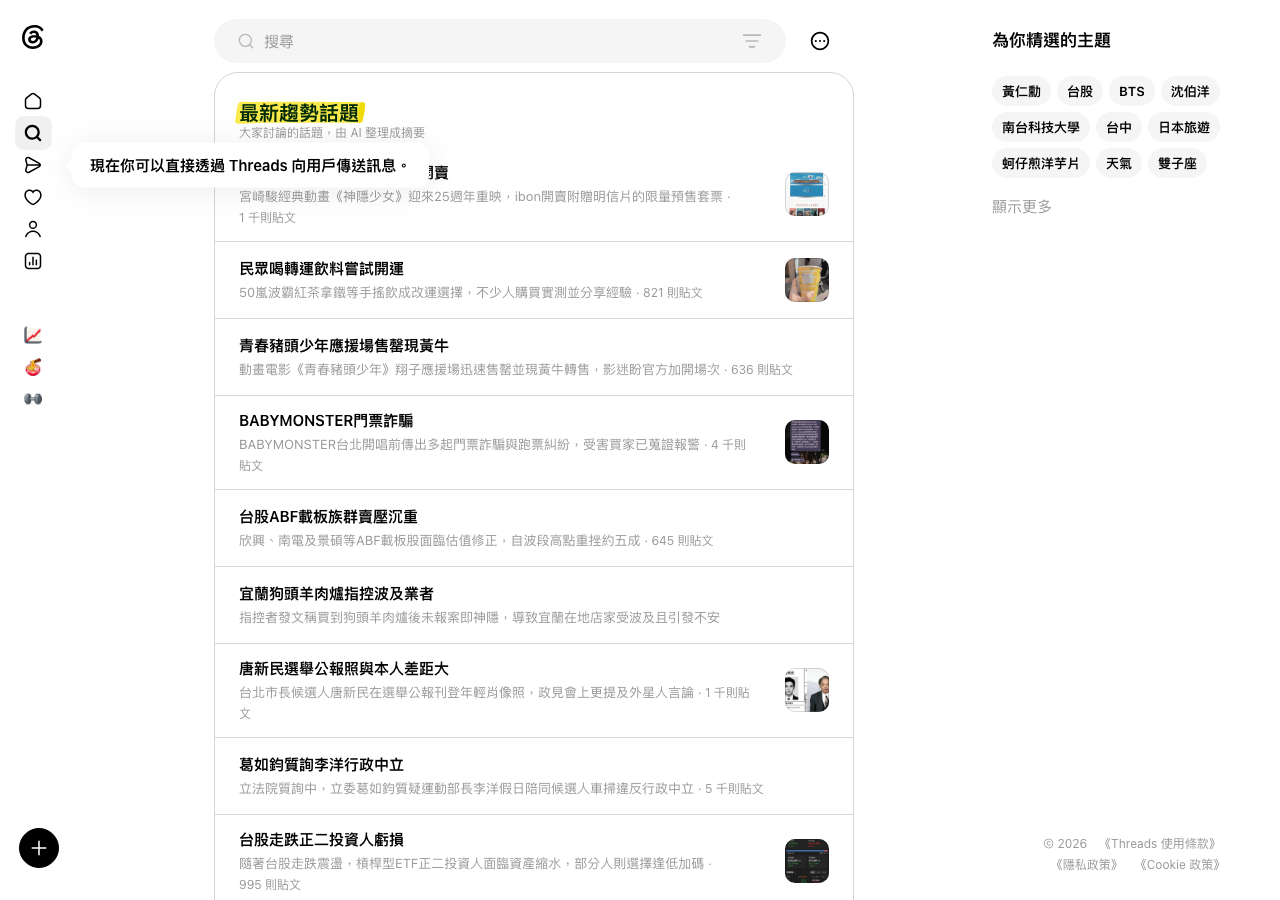 搜尋
最新趨勢話題
大家討論的話題，由 AI 整理成摘要
現在你可以直接透過 Threads 向用戶傳送訊息。
開賣
宮崎駿經典動畫《神隱少女》迎來25週年重映，ibon開賣附贈明信片的限量預售套票 ·
1 千則貼文
民眾喝轉運飲料嘗試開運
50嵐波霸紅茶拿鐵等手搖飲成改運選擇，不少人購買實測並分享經驗 · 821 則貼文
青春豬頭少年應援場售罄現黃牛
動畫電影《青春豬頭少年》翔子應援場迅速售罄並現黃牛轉售，影迷盼官方加開場次 · 636 則貼文
BABYMONSTER門票詐騙
BABYMONSTER台北開唱前傳出多起門票詐騙與跑票糾紛，受害買家已蒐證報警 · 4 千則
貼文
台股ABF載板族群賣壓沉重
欣興、南電及景碩等ABF載板股面臨估值修正，自波段高點重挫約五成 · 645 則貼文
宜蘭狗頭羊肉爐指控波及業者
指控者發文稱買到狗頭羊肉爐後未報案即神隱，導致宜蘭在地店家受波及且引發不安
唐新民選舉公報照與本人差距大
台北市長候選人唐新民在選舉公報刊登年輕肖像照，政見會上更提及外星人言論 · 1 千則貼
文
葛如鈞質詢李洋行政中立
立法院質詢中，立委葛如鈞質疑運動部長李洋假日陪同候選人車掃違反行政中立 · 5 千則貼文
台股走跌正二投資人虧損
隨著台股走跌震盪，槓桿型ETF正二投資人面臨資產縮水，部分人則選擇逢低加碼 ·
995 則貼文
為你精選的主題
黃仁勳 台股 BTS 沈伯洋
南台科技大學 台中 日本旅遊
蚵仔煎洋芋片 天氣 雙子座
顯示更多
© 2026 《Threads 使用條款》
《隱私政策》 《Cookie 政策》